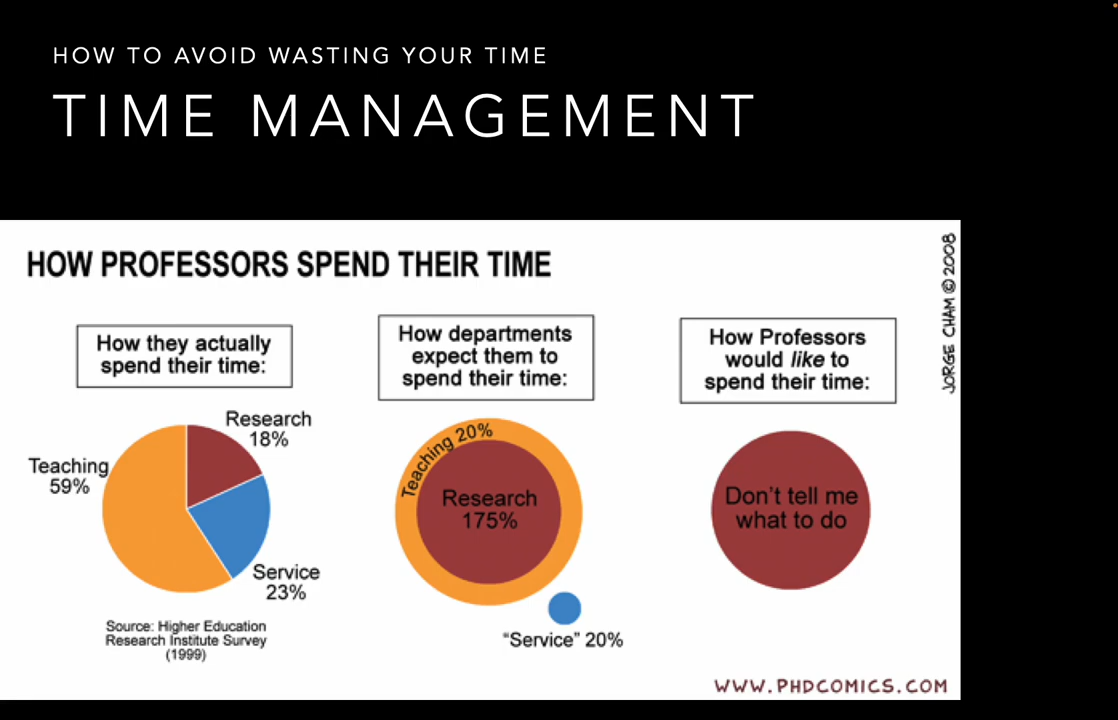 HOW TO AVOID WASTING YOUR TIME
TIME MANAGEMENT
HOW PROFESSORS SPEND THEIR TIME
JORGE CHAM © 2008
How they actually
spend their time:
Research
18%
Teaching
59%
Service
23%
Source: Higher Education
Research Institute Survey
(1999)
How departments
expect them to
spend their time:
Teaching 20%
Research
175%
"Service" 20%
How Professors
would like to
spend their time:
Don't tell me
what to do
WWW.PHDCOMICS.COM